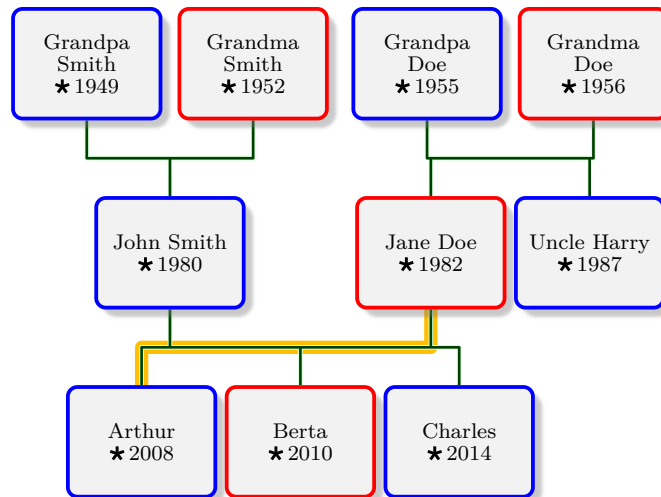 Grandpa
Smith
★1949
Grandma
Smith
★1952
Grandpa
Doe
★1955
Grandma
Doe
★1956
John Smith
★1980
Jane Doe
★1982
Uncle Harry
★1987
Arthur
★2008
Berta
★2010
Charles
★2014